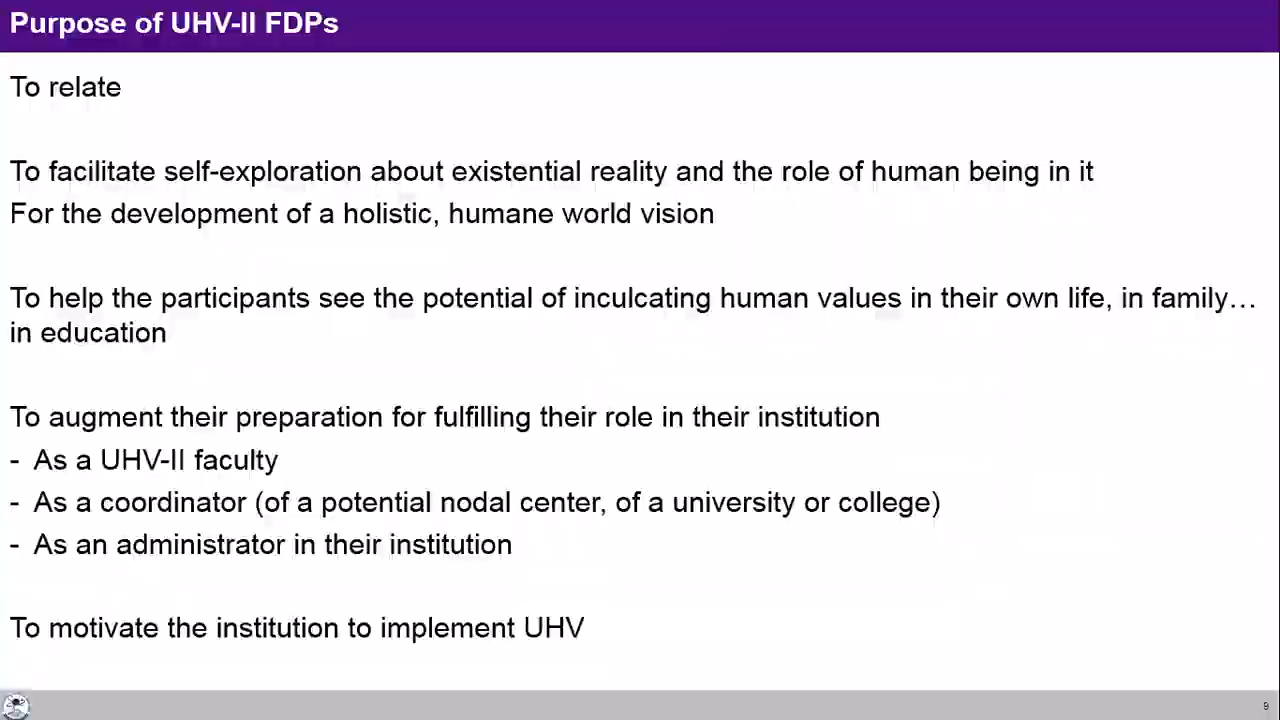 Purpose of UHV-II FDPs
To relate
To facilitate self-exploration about existential reality and the role of human being in it
For the development of a holistic, humane world vision
To help the participants see the potential of inculcating human values in their own life, in family…
in education
To augment their preparation for fulfilling their role in their institution
- As a UHV-II faculty
- As a coordinator (of a potential nodal center, of a university or college)
- As an administrator in their institution
To motivate the institution to implement UHV
9